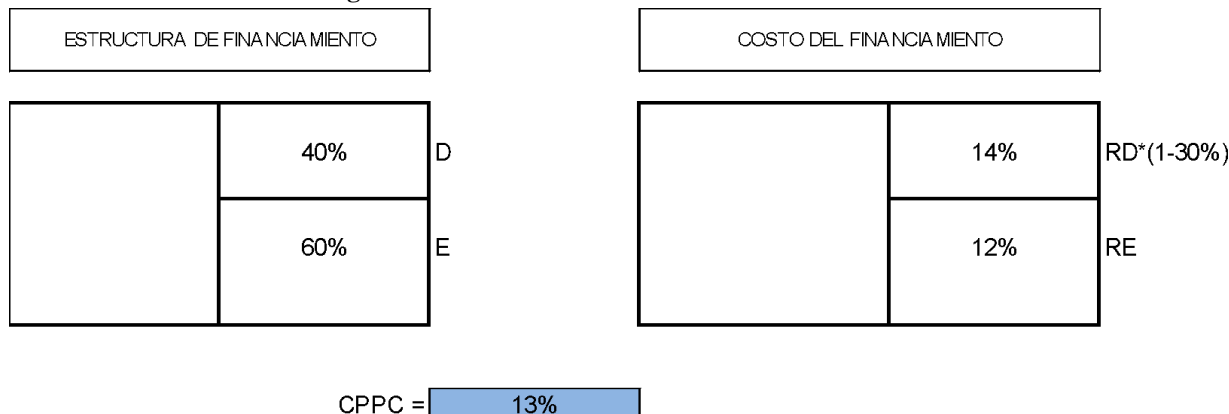 ESTRUCTURA DE FINANCIAMIENTO
COSTO DEL FINANCIAMIENTO
40% D
14% RD*(1-30%)
60% E
12% RE
CPPC = 13%